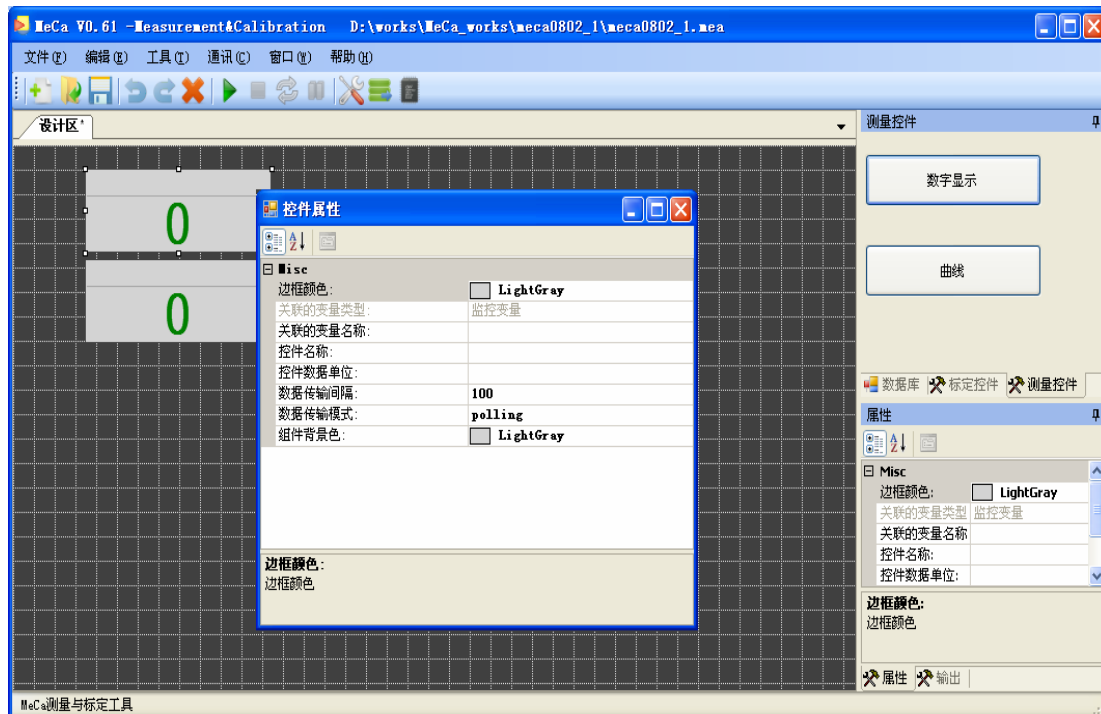 MeCa V0.61 -Measurement&Calibration D:\works\MeCa_works\meca0802_1\meca0802_1.mea
文件(F) 编辑(E) 工具(T) 通讯(C) 窗口(W) 帮助(H)
设计区*
0
0
控件属性
Misc
边框颜色: LightGray
关联的变量类型: 监控变量
关联的变量名称:
控件名称:
控件数据单位:
数据传输间隔: 100
数据传输模式: polling
组件背景色: LightGray
边框颜色:
边框颜色
测量控件
数字显示
曲线
数据库 标定控件 测量控件
属性
Misc
边框颜色: LightGray
关联的变量类型 监控变量
关联的变量名称
控件名称:
控件数据单位:
边框颜色:
边框颜色
属性 输出
MeCa测量与标定工具